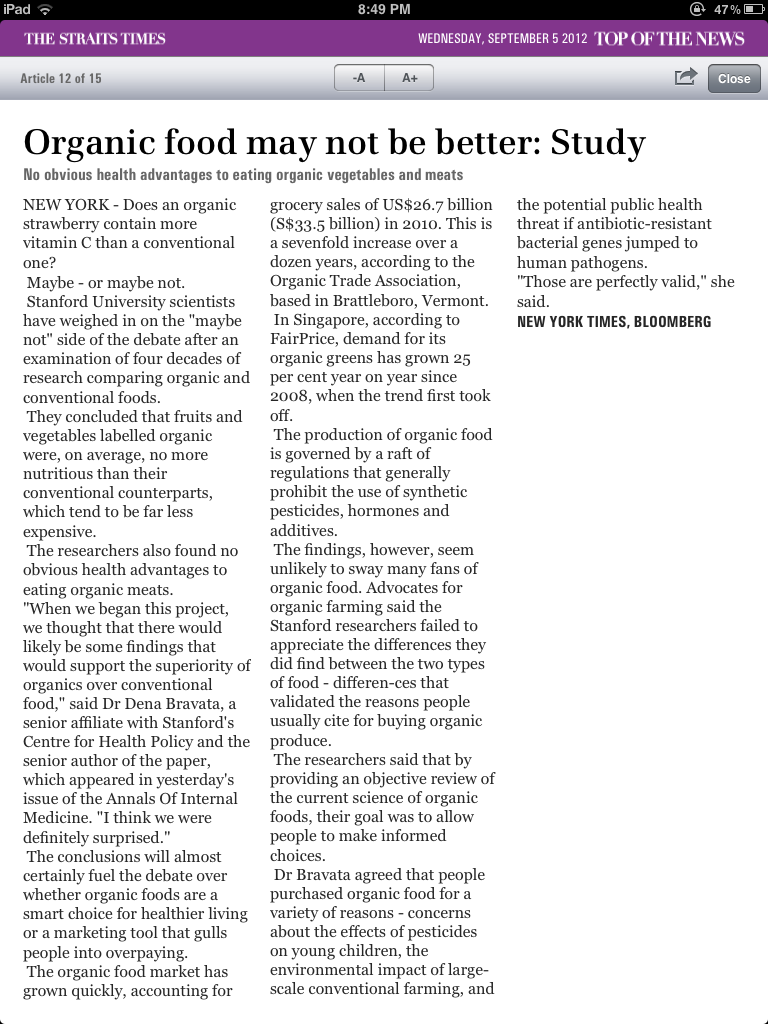 iPad
8:49 PM
47%
THE STRAITS TIMES
WEDNESDAY, SEPTEMBER 5 2012 TOP OF THE NEWS
Article 12 of 15
-A
A+
Close
Organic food may not be better: Study
No obvious health advantages to eating organic vegetables and meats
NEW YORK - Does an organic
strawberry contain more
vitamin C than a conventional
one?
Maybe - or maybe not.
Stanford University scientists
have weighed in on the "maybe
not" side of the debate after an
examination of four decades of
research comparing organic and
conventional foods.
They concluded that fruits and
vegetables labelled organic
were, on average, no more
nutritious than their
conventional counterparts,
which tend to be far less
expensive.
The researchers also found no
obvious health advantages to
eating organic meats.
"When we began this project,
we thought that there would
likely be some findings that
would support the superiority of
organics over conventional
food," said Dr Dena Bravata, a
senior affiliate with Stanford's
Centre for Health Policy and the
senior author of the paper,
which appeared in yesterday's
issue of the Annals Of Internal
Medicine. "I think we were
definitely surprised."
The conclusions will almost
certainly fuel the debate over
whether organic foods are a
smart choice for healthier living
or a marketing tool that gulls
people into overpaying.
The organic food market has
grown quickly, accounting for
grocery sales of US$26.7 billion
(S$33.5 billion) in 2010. This is
a sevenfold increase over a
dozen years, according to the
Organic Trade Association,
based in Brattleboro, Vermont.
In Singapore, according to
FairPrice, demand for its
organic greens has grown 25
per cent year on year since
2008, when the trend first took
off.
The production of organic food
is governed by a raft of
regulations that generally
prohibit the use of synthetic
pesticides, hormones and
additives.
The findings, however, seem
unlikely to sway many fans of
organic food. Advocates for
organic farming said the
Stanford researchers failed to
appreciate the differences they
did find between the two types
of food - differen-ces that
validated the reasons people
usually cite for buying organic
produce.
The researchers said that by
providing an objective review of
the current science of organic
foods, their goal was to allow
people to make informed
choices.
Dr Bravata agreed that people
purchased organic food for a
variety of reasons - concerns
about the effects of pesticides
on young children, the
environmental impact of large-
scale conventional farming, and
the potential public health
threat if antibiotic-resistant
bacterial genes jumped to
human pathogens.
"Those are perfectly valid," she
said.
NEW YORK TIMES, BLOOMBERG